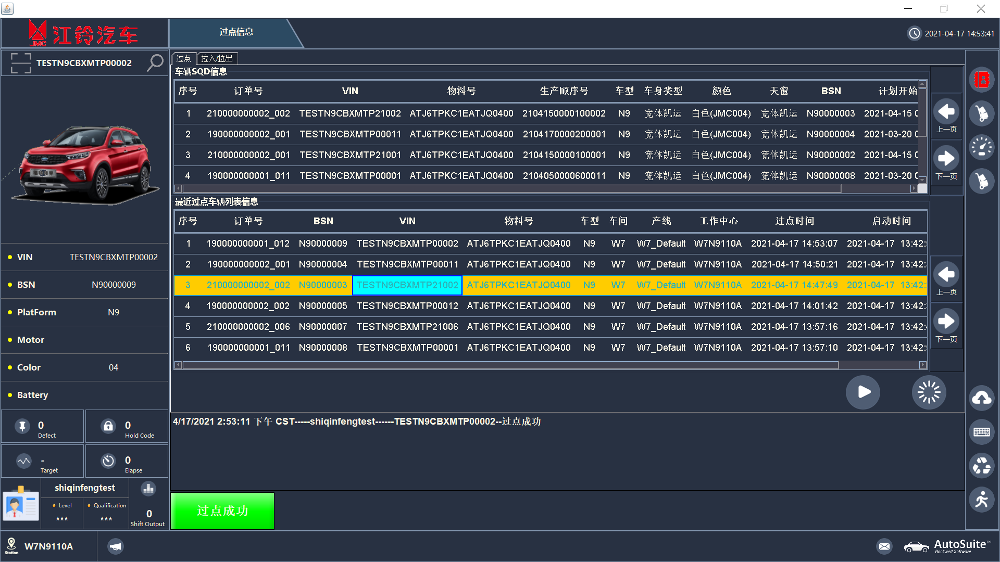 JMC 江铃汽车
过点信息
2021-04-17 14:53:41
TESTN9CBXMTP00002
过点 拉入/拉出
车辆SQD信息
序号 订单号 VIN 物料号 生产顺序号 车型 车身类型 颜色 天窗 BSN 计划开始
1 210000000002_002 TESTN9CBXMTP21002 ATJ6TPKC1EATJQ0400 2104150000100002 N9 宽体凯运 白色(JMC004) 宽体凯运 N90000003 2021-04-15 0
2 190000000002_001 TESTN9CBXMTP00011 ATJ6TPKC1EATJQ0400 2104170000200001 N9 宽体凯运 白色(JMC004) 宽体凯运 N90000004 2021-03-20 0
3 210000000002_001 TESTN9CBXMTP21001 ATJ6TPKC1EATJQ0400 2104150000100001 N9 宽体凯运 白色(JMC004) 宽体凯运 N90000002 2021-04-15 0
4 190000000001_011 TESTN9CBXMTP00001 ATJ6TPKC1EATJQ0400 2104050000600011 N9 宽体凯运 白色(JMC004) 宽体凯运 N90000008 2021-03-20 0
上一页
下一页
最近过点车辆列表信息
序号 订单号 BSN VIN 物料号 车型 车间 产线 工作中心 过点时间 启动时间
1 190000000001_012 N90000009 TESTN9CBXMTP00002 ATJ6TPKC1EATJQ0400 N9 W7 W7_Default W7N9110A 2021-04-17 14:53:07 2021-04-17 13:42:
2 190000000002_001 N90000004 TESTN9CBXMTP00011 ATJ6TPKC1EATJQ0400 N9 W7 W7_Default W7N9110A 2021-04-17 14:50:21 2021-04-17 13:42:
3 210000000002_002 N90000003 TESTN9CBXMTP21002 ATJ6TPKC1EATJQ0400 N9 W7 W7_Default W7N9110A 2021-04-17 14:47:49 2021-04-17 13:42:
4 190000000002_002 N90000005 TESTN9CBXMTP00012 ATJ6TPKC1EATJQ0400 N9 W7 W7_Default W7N9110A 2021-04-17 14:01:42 2021-04-17 13:42:
5 210000000002_006 N90000007 TESTN9CBXMTP21006 ATJ6TPKC1EATJQ0400 N9 W7 W7_Default W7N9110A 2021-04-17 13:57:16 2021-04-17 13:42:
6 190000000001_011 N90000008 TESTN9CBXMTP00001 ATJ6TPKC1EATJQ0400 N9 W7 W7_Default W7N9110A 2021-04-17 13:57:10 2021-04-17 13:42:
上一页
下一页
VIN TESTN9CBXMTP00002
BSN N90000009
PlatForm N9
Motor
Color 04
Battery
0 Defect
0 Hold Code
- Target
0 Elapse
shiqinfengtest
Level ***
Qualification ***
0
Shift Output
4/17/2021 2:53:11 下午 CST-----shiqinfengtest------TESTN9CBXMTP00002--过点成功
过点成功
Station W7N9110A
AutoSuite™
Rockwell Software